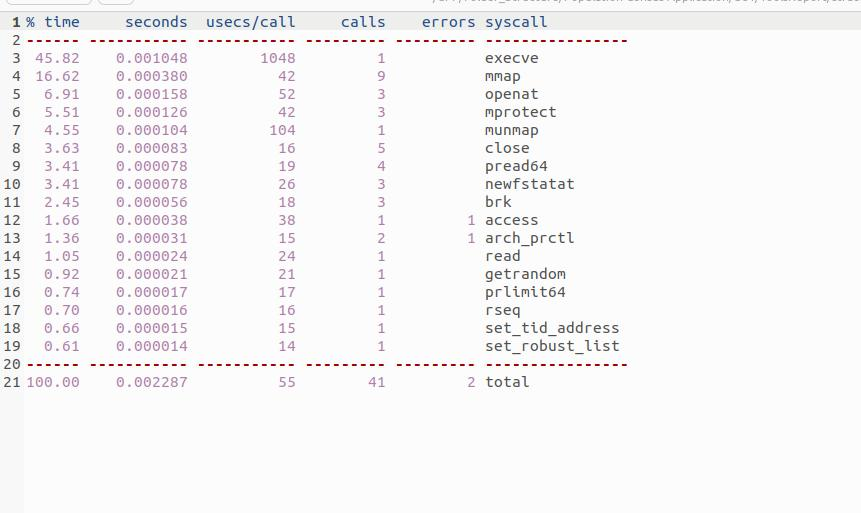 1 % time     seconds  usecs/call     calls    errors syscall
2 ------ ----------- ----------- --------- --------- ----------------
3  45.82    0.001048        1048         1           execve
4  16.62    0.000380          42         9           mmap
5   6.91    0.000158          52         3           openat
6   5.51    0.000126          42         3           mprotect
7   4.55    0.000104         104         1           munmap
8   3.63    0.000083          16         5           close
9   3.41    0.000078          19         4           pread64
10   3.41    0.000078          26         3           newfstatat
11   2.45    0.000056          18         3           brk
12   1.66    0.000038          38         1         1 access
13   1.36    0.000031          15         2         1 arch_prctl
14   1.05    0.000024          24         1           read
15   0.92    0.000021          21         1           getrandom
16   0.74    0.000017          17         1           prlimit64
17   0.70    0.000016          16         1           rseq
18   0.66    0.000015          15         1           set_tid_address
19   0.61    0.000014          14         1           set_robust_list
20 ------ ----------- ----------- --------- --------- ----------------
21 100.00    0.002287          55        41         2 total